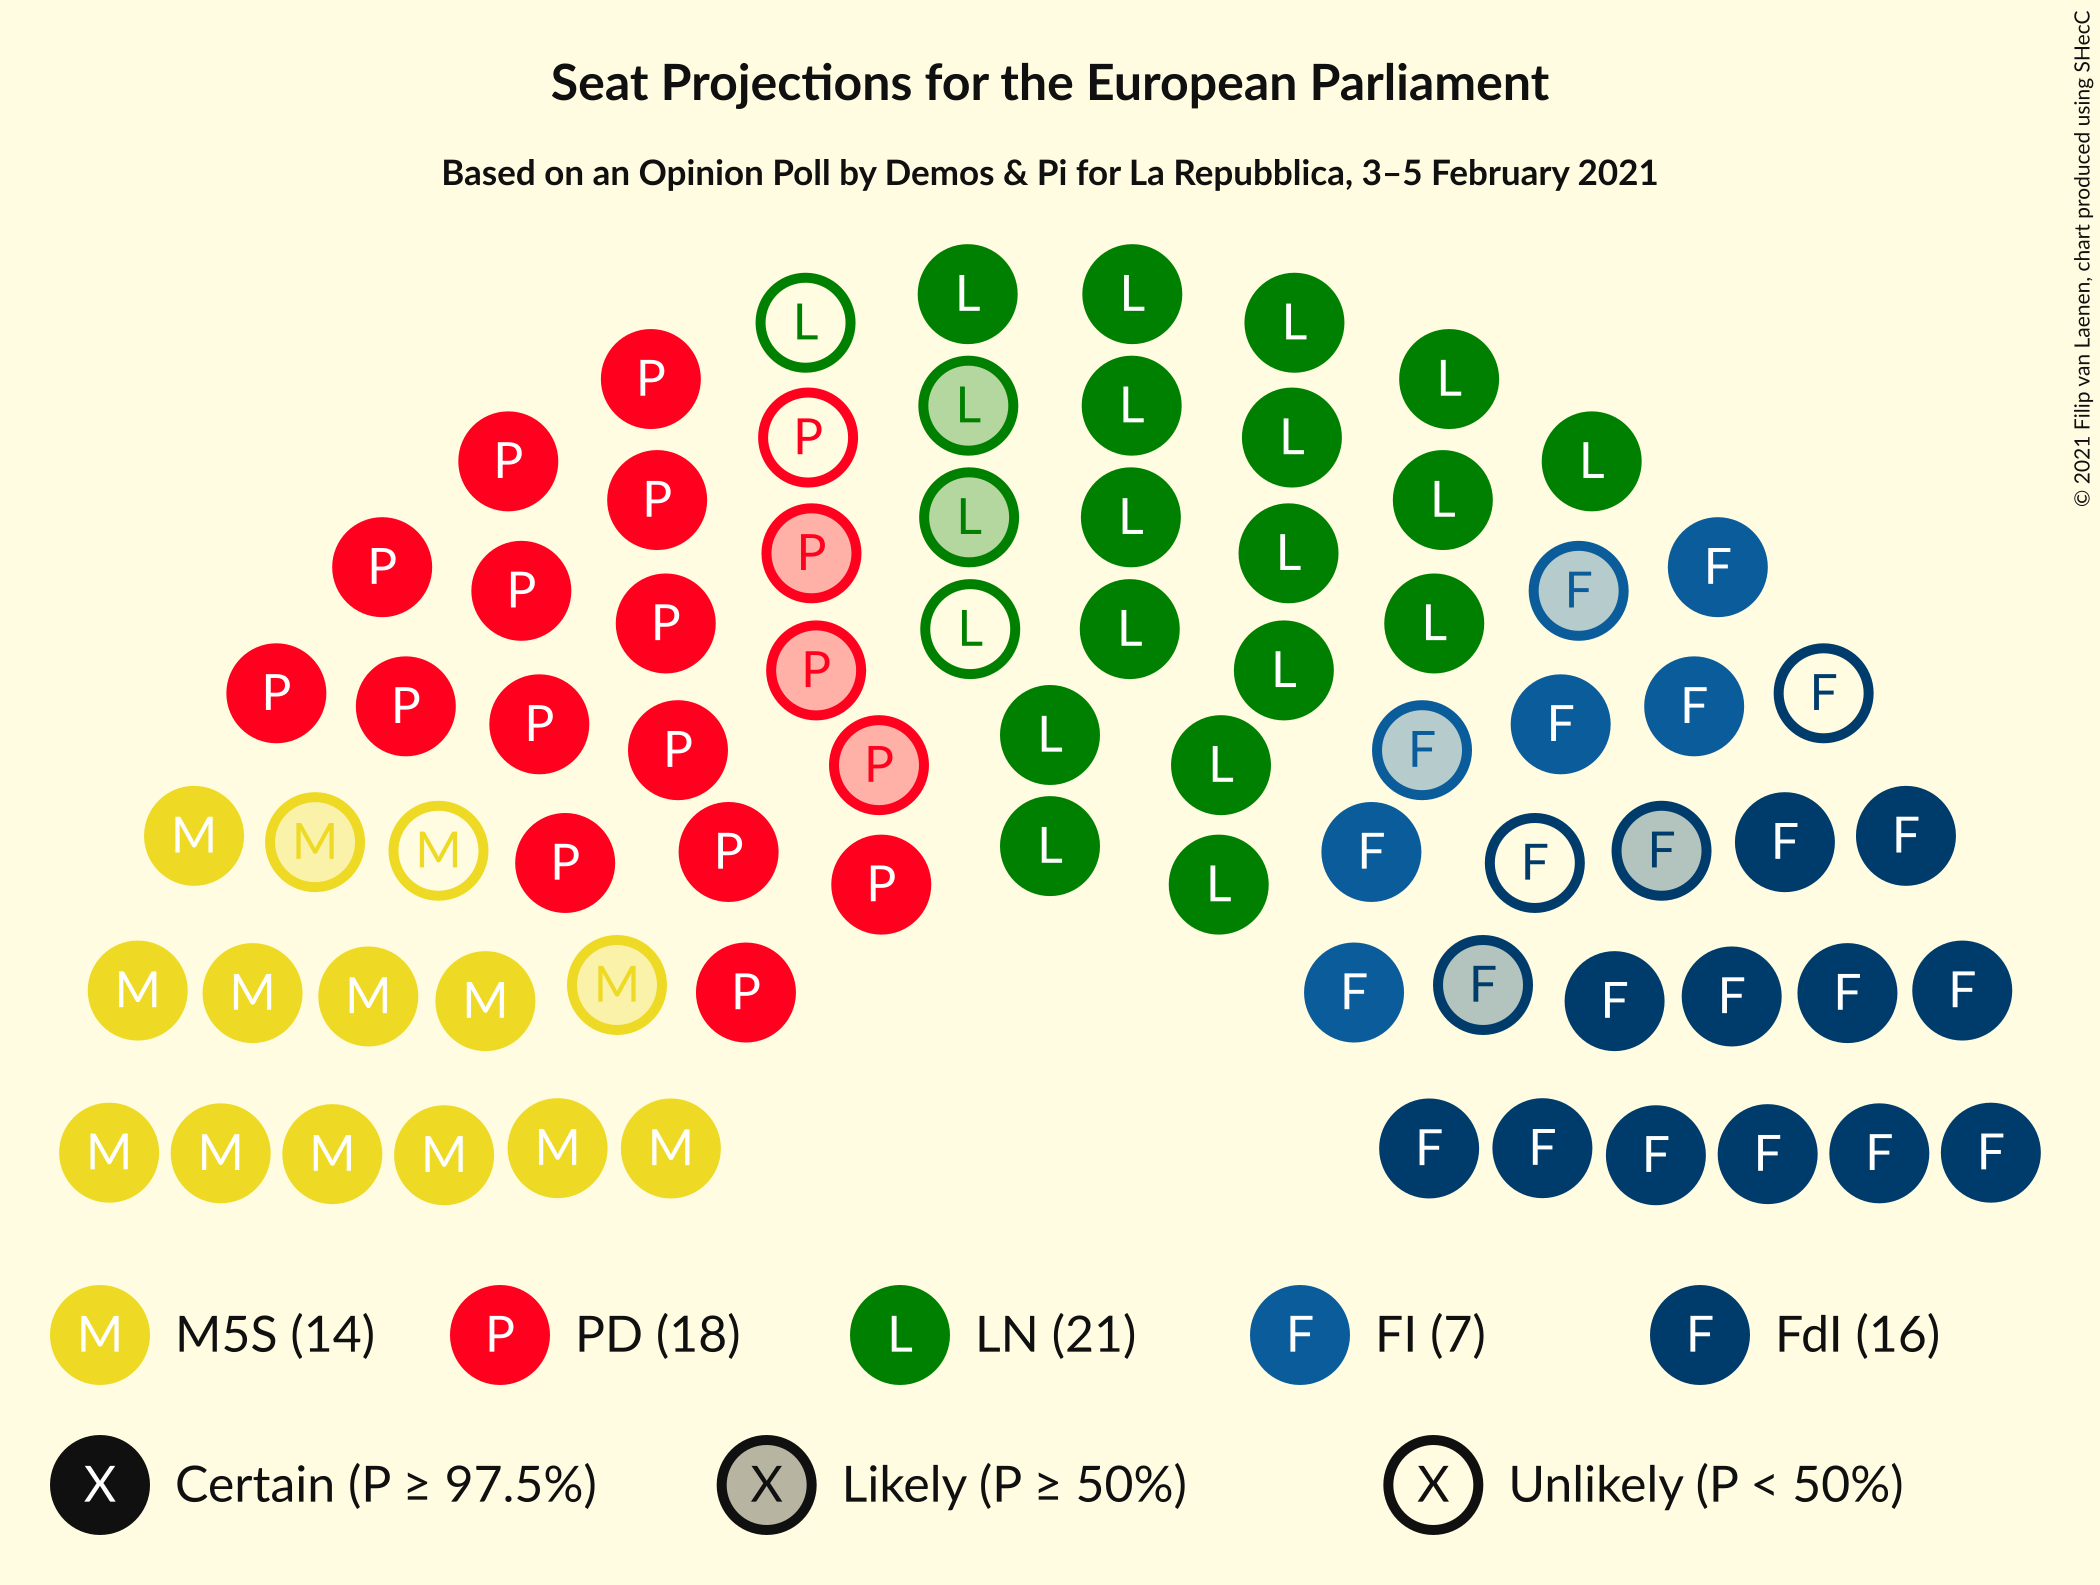 Seat Projections for the European Parliament
Based on an Opinion Poll by Demos & Pi for La Repubblica, 3–5 February 2021
© 2021 Filip van Laenen, chart produced using SHecC
L L
L L
P L L
L L
P L
P L
P L
P L
P L
L L
P F
P L
P F
P L
P L
L L
P F
P P P F F F
L
P F
P L
M M M F F
L
P P F F
P L
M M M M M P F F F F F F
M M M M M M F F F F F F
M M5S (14) P PD (18) L LN (21) F FI (7) F FdI (16)
X Certain (P ≥ 97.5%) X Likely (P ≥ 50%) X Unlikely (P < 50%)